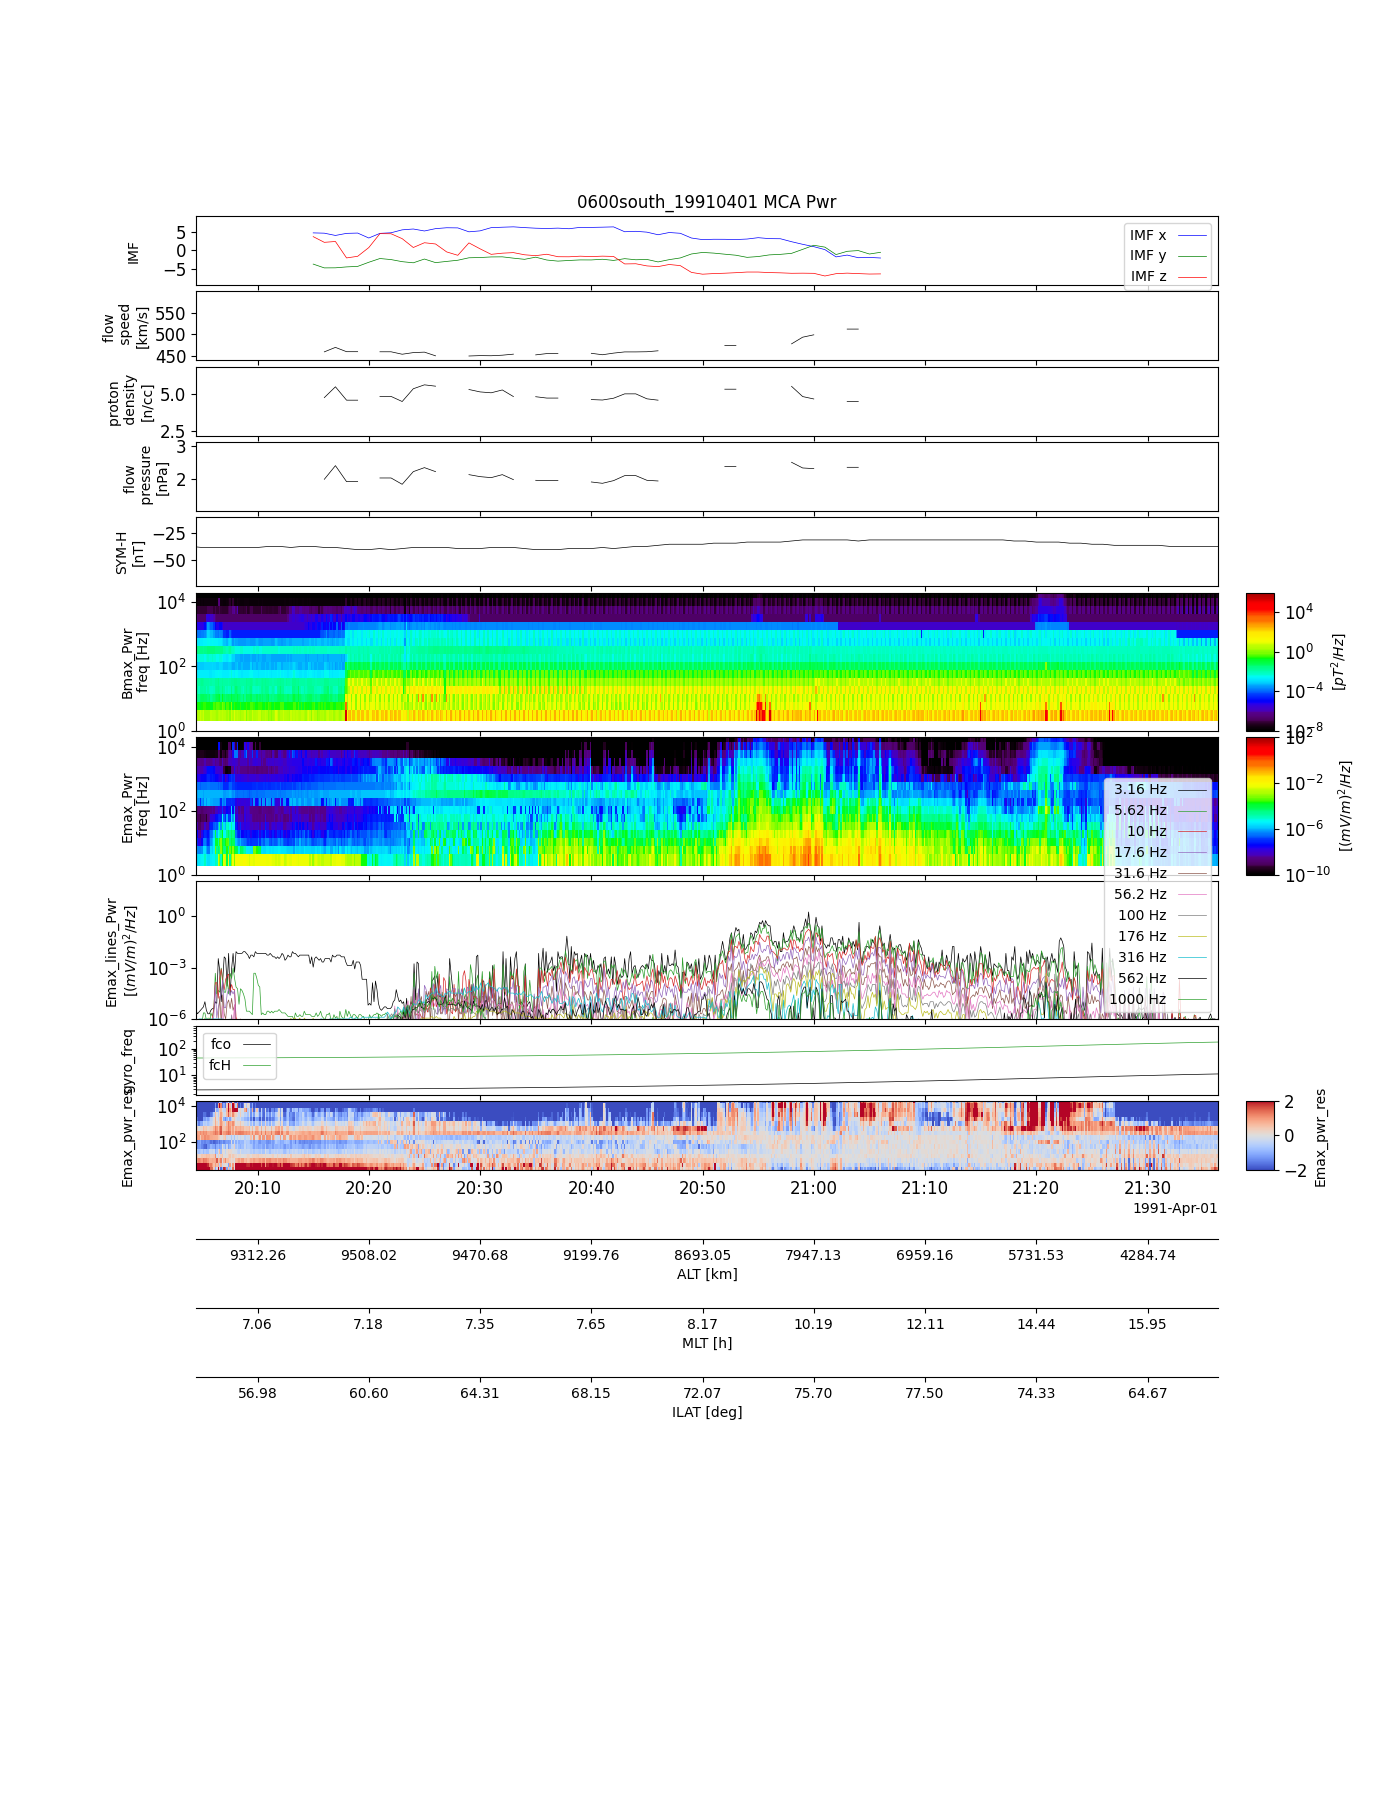 0600south_19910401 MCA Pwr
IMF
5
0
−5
IMF x
IMF y
IMF z
flow
speed
[km/s]
550
500
450
proton
density
[n/cc]
5.0
2.5
flow
pressure
[nPa]
3
2
SYM-H
[nT]
−25
−50
Bmax_Pwr
freq [Hz]
10^4
10^2
10^0
10^4
10^0
10^−4
10^−8
[pT^2/Hz]
Emax_Pwr
freq [Hz]
10^4
10^2
10^0
10^2
10^−2
10^−6
10^−10
[(mV/m)^2/Hz]
3.16 Hz
5.62 Hz
10 Hz
17.6 Hz
31.6 Hz
56.2 Hz
100 Hz
176 Hz
316 Hz
562 Hz
1000 Hz
Emax_lines_Pwr
[(mV/m)^2/Hz]
10^0
10^−3
10^−6
gyro_freq
10^2
10^1
fco
fcH
Emax_pwr_res
10^4
10^2
2
0
−2
Emax_pwr_res
20:10 20:20 20:30 20:40 20:50 21:00 21:10 21:20 21:30
1991-Apr-01
9312.26 9508.02 9470.68 9199.76 8693.05 7947.13 6959.16 5731.53 4284.74
ALT [km]
7.06 7.18 7.35 7.65 8.17 10.19 12.11 14.44 15.95
MLT [h]
56.98 60.60 64.31 68.15 72.07 75.70 77.50 74.33 64.67
ILAT [deg]